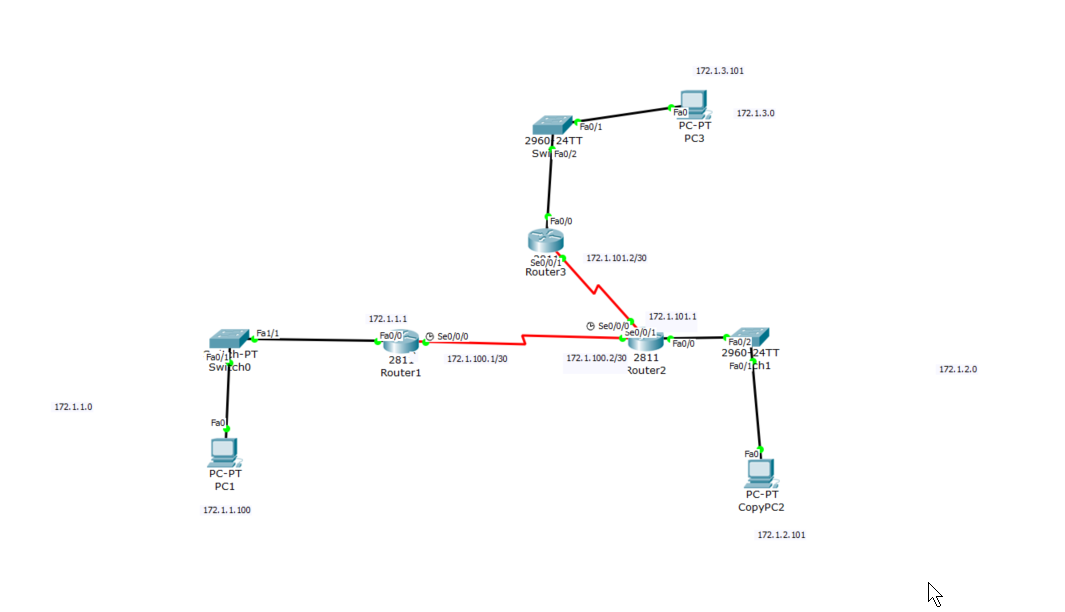 172.1.3.101
Fa0
172.1.3.0
PC-PT
PC3
Fa0/1
2960-24TT
Fa0/2
Fa0/0
Se0/0/1
172.1.101.2/30
Router3
172.1.1.1
172.1.101.1
Fa1/1
Fa0/0
Se0/0/0
Se0/0/0
Se0/0/1
Fa0/0
Fa0/2
Fa0/1
Switch0
2811
Router1
172.1.100.1/30
172.1.100.2/30
2811
Router2
2960-24TT
Fa0/1
172.1.2.0
172.1.1.0
Fa0
PC-PT
PC1
172.1.1.100
Fa0
PC-PT
CopyPC2
172.1.2.101